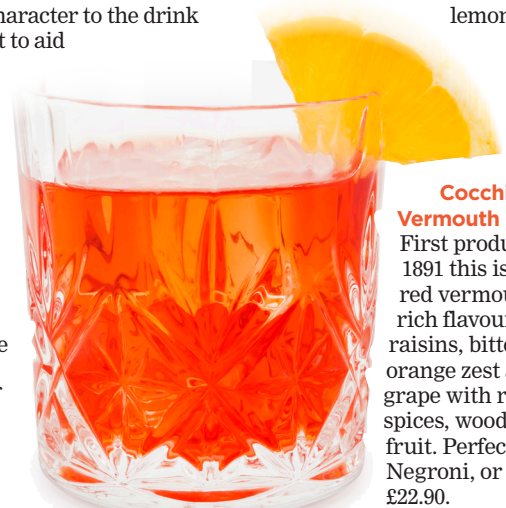 haracter to the drink
t to aid
lemon
e
Cocchi
Vermouth
First produ
1891 this is
red vermou
rich flavour
raisins, bitte
orange zest
grape with r
spices, wood
fruit. Perfec
Negroni, or
£22.90.